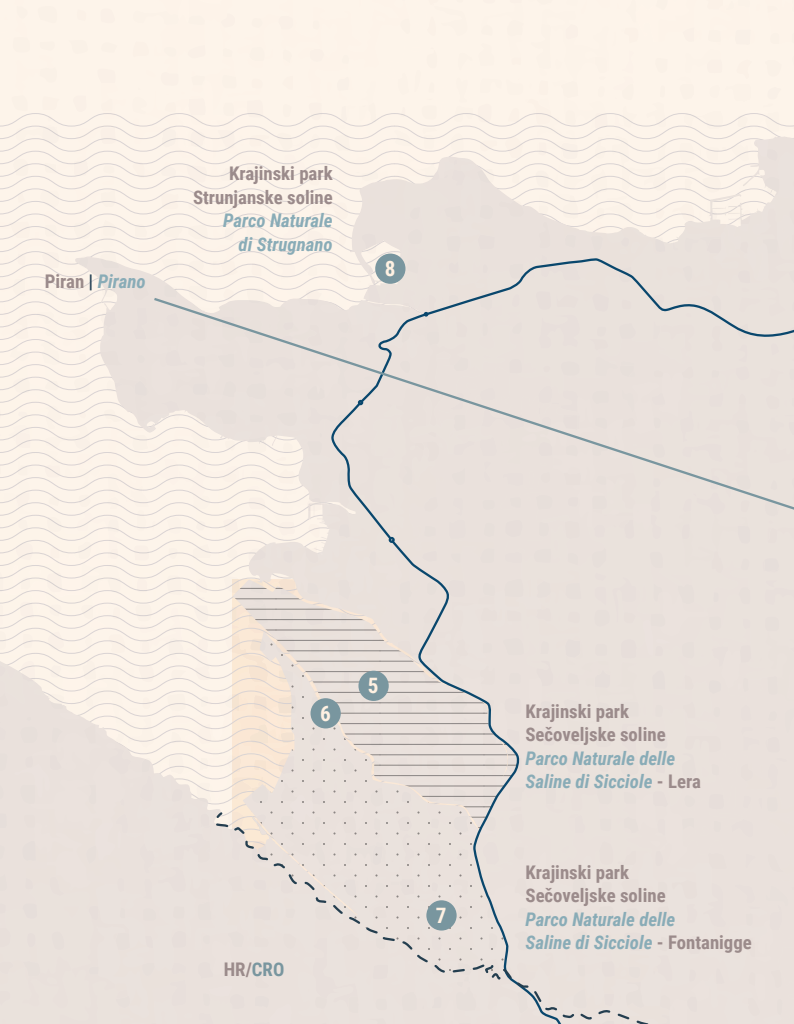 Krajinski park
Strunjanske soline
Parco Naturale
di Strugnano
8
Piran | Pirano
5
6
Krajinski park
Sečoveljske soline
Parco Naturale delle
Saline di Sicciole - Lera
Krajinski park
Sečoveljske soline
Parco Naturale delle
Saline di Sicciole - Fontanigge
7
HR/CRO